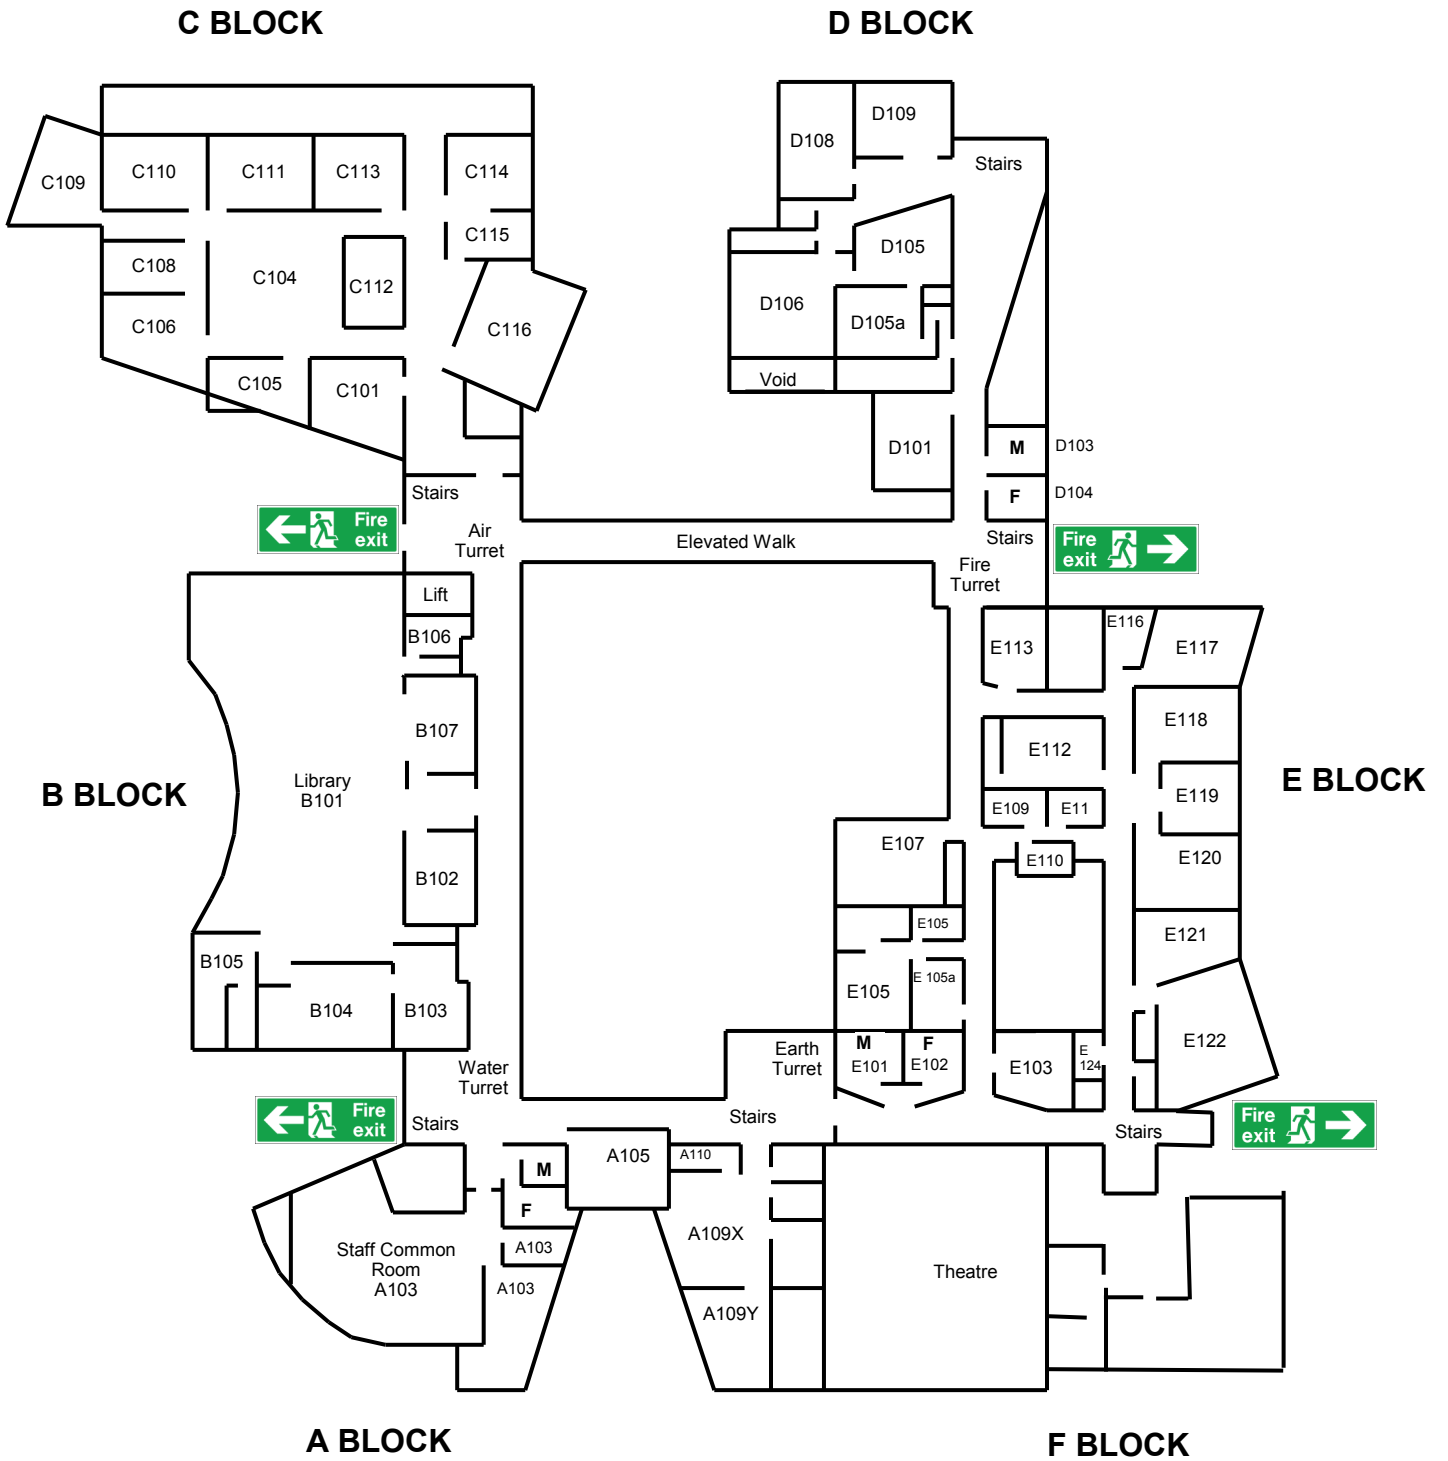 C BLOCK
D BLOCK
D109
D108
Stairs
C109
C110
C111
C113
C114
C115
D105
C108
C104
C112
D106
C106
C116
D105a
C105
C101
Void
D101
M
D103
F
D104
Stairs
Fire
exit
Air
Turret
Elevated Walk
Stairs
Fire
exit
Fire
Turret
Lift
B106
E113
E116
E117
B107
E118
E112
B BLOCK
Library
B101
E119
E BLOCK
E109
E11
E107
E110
E120
B102
E105
E121
B105
E 105a
E105
B104
B103
E122
Water
Turret
Earth
Turret
M
E101
F
E102
E103
E
124
Fire
exit
Stairs
Stairs
Stairs
Fire
exit
M
A105
A110
F
A109X
Staff Common
Room
A103
A103
A103
Theatre
A109Y
A BLOCK
F BLOCK